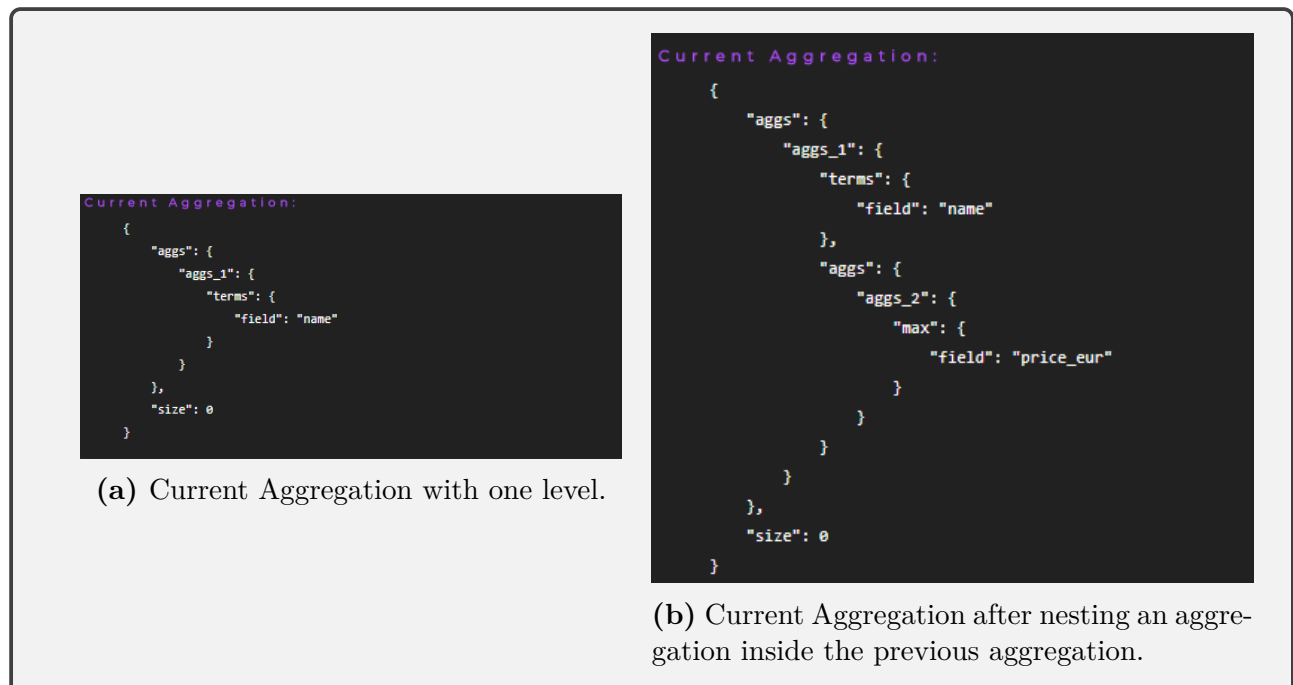 Current Aggregation:
{
"aggs": {
"aggs_1": {
"terms": {
"field": "name"
}
}
},
"size": 0
}
(a) Current Aggregation with one level.
Current Aggregation:
{
"aggs": {
"aggs_1": {
"terms": {
"field": "name"
},
"aggs": {
"aggs_2": {
"max": {
"field": "price_eur"
}
}
}
}
},
"size": 0
}
(b) Current Aggregation after nesting an aggre-
gation inside the previous aggregation.